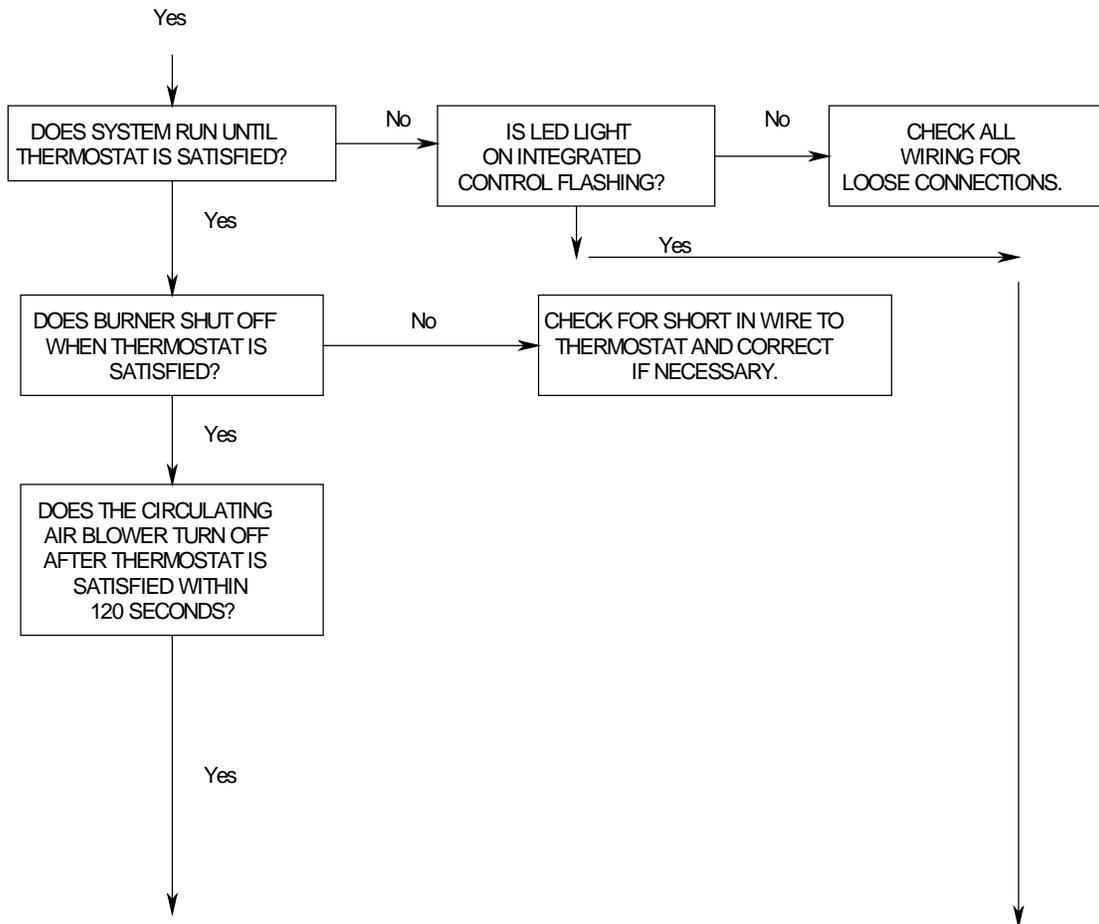 Yes
DOES SYSTEM RUN UNTIL
THERMOSTAT IS SATISFIED?
No
IS LED LIGHT
ON INTEGRATED
CONTROL FLASHING?
No
CHECK ALL
WIRING FOR
LOOSE CONNECTIONS.
Yes
Yes
DOES BURNER SHUT OFF
WHEN THERMOSTAT IS
SATISFIED?
No
CHECK FOR SHORT IN WIRE TO
THERMOSTAT AND CORRECT
IF NECESSARY.
Yes
DOES THE CIRCULATING
AIR BLOWER TURN OFF
AFTER THERMOSTAT IS
SATISFIED WITHIN
120 SECONDS?
Yes